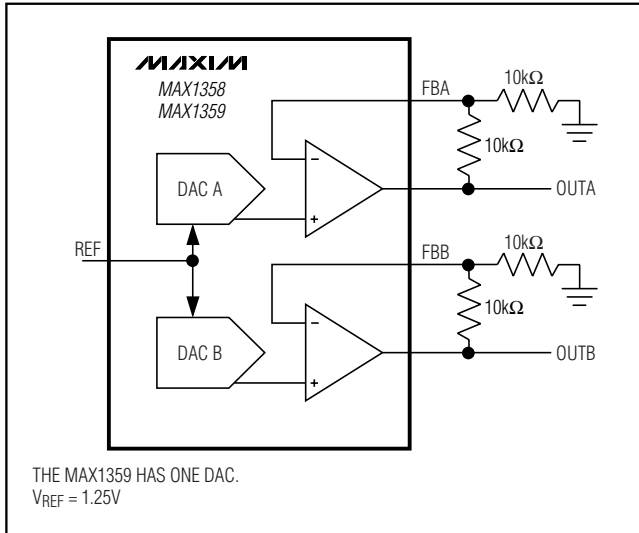 MAXIM
MAX1358
MAX1359
FBA
10kΩ
10kΩ
DAC A
−
+
OUTA
REF
FBB
10kΩ
10kΩ
DAC B
−
+
OUTB
THE MAX1359 HAS ONE DAC.
VREF = 1.25V